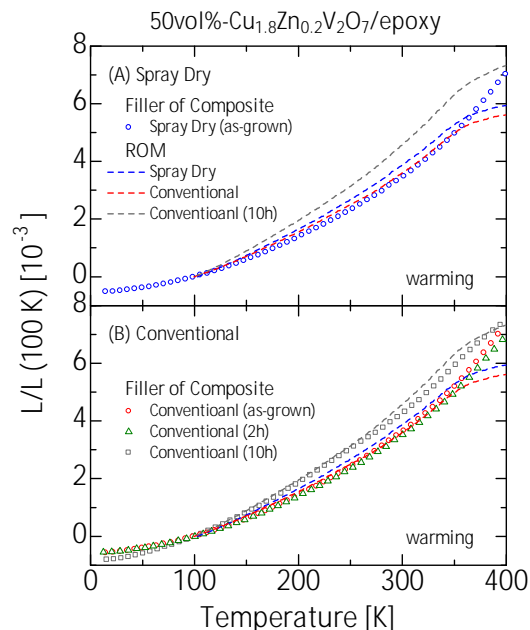 50vol%-Cu1.8Zn0.2V2O7/epoxy
(A) Spray Dry
Filler of Composite
Spray Dry (as-grown)
ROM
Spray Dry
Conventional
Conventioanl (10h)
warming
8
6
4
2
0
L/L (100 K) [10-3]
(B) Conventional
Filler of Composite
Conventioanl (as-grown)
Conventional (2h)
Conventioanl (10h)
warming
6
4
2
0
0
100
200
300
400
Temperature [K]